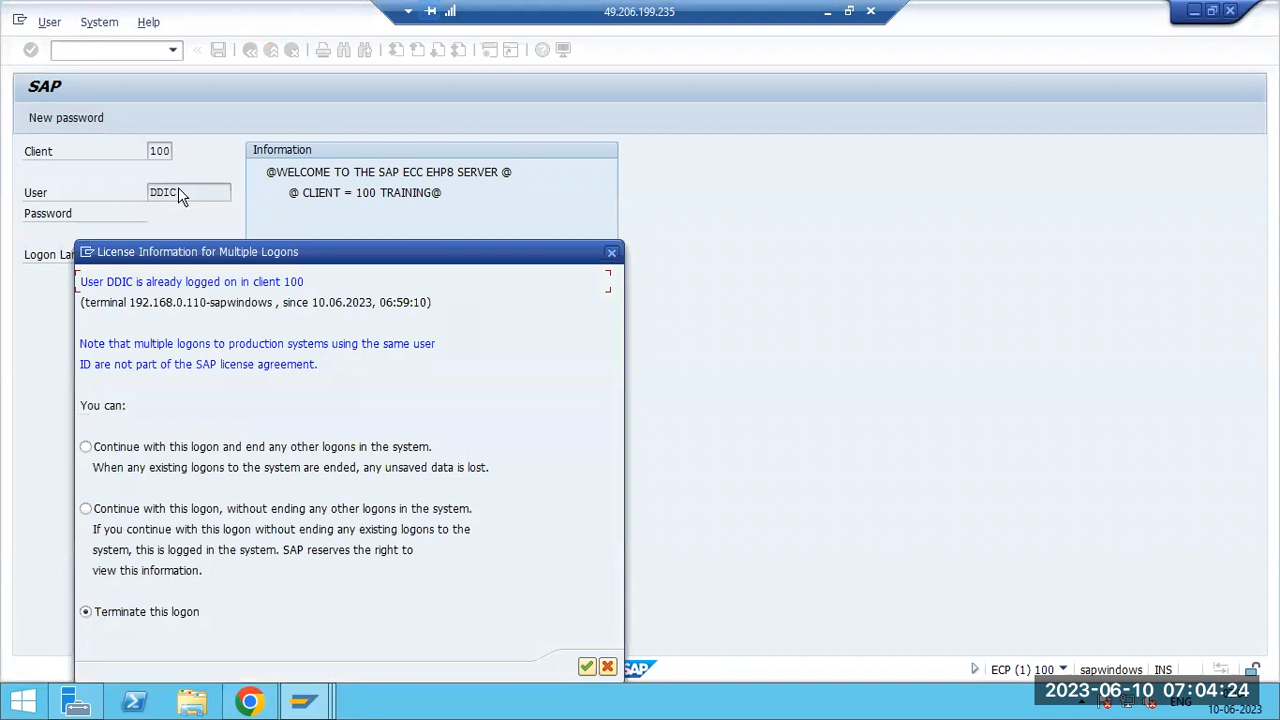 49.206.199.235
User System Help
SAP
New password
Client 100
User DDIC
Password
Logon Lan
Information
@WELCOME TO THE SAP ECC EHP8 SERVER @
@ CLIENT = 100 TRAINING@
License Information for Multiple Logons
User DDIC is already logged on in client 100
(terminal 192.168.0.110-sapwindows , since 10.06.2023, 06:59:10)
Note that multiple logons to production systems using the same user
ID are not part of the SAP license agreement.
You can:
Continue with this logon and end any other logons in the system.
When any existing logons to the system are ended, any unsaved data is lost.
Continue with this logon, without ending any other logons in the system.
If you continue with this logon without ending any existing logons to the
system, this is logged in the system. SAP reserves the right to
view this information.
Terminate this logon
SAP
ECP (1) 100 sapwindows INS
2023-06-10 07:04:24
ENG
10-06-2023